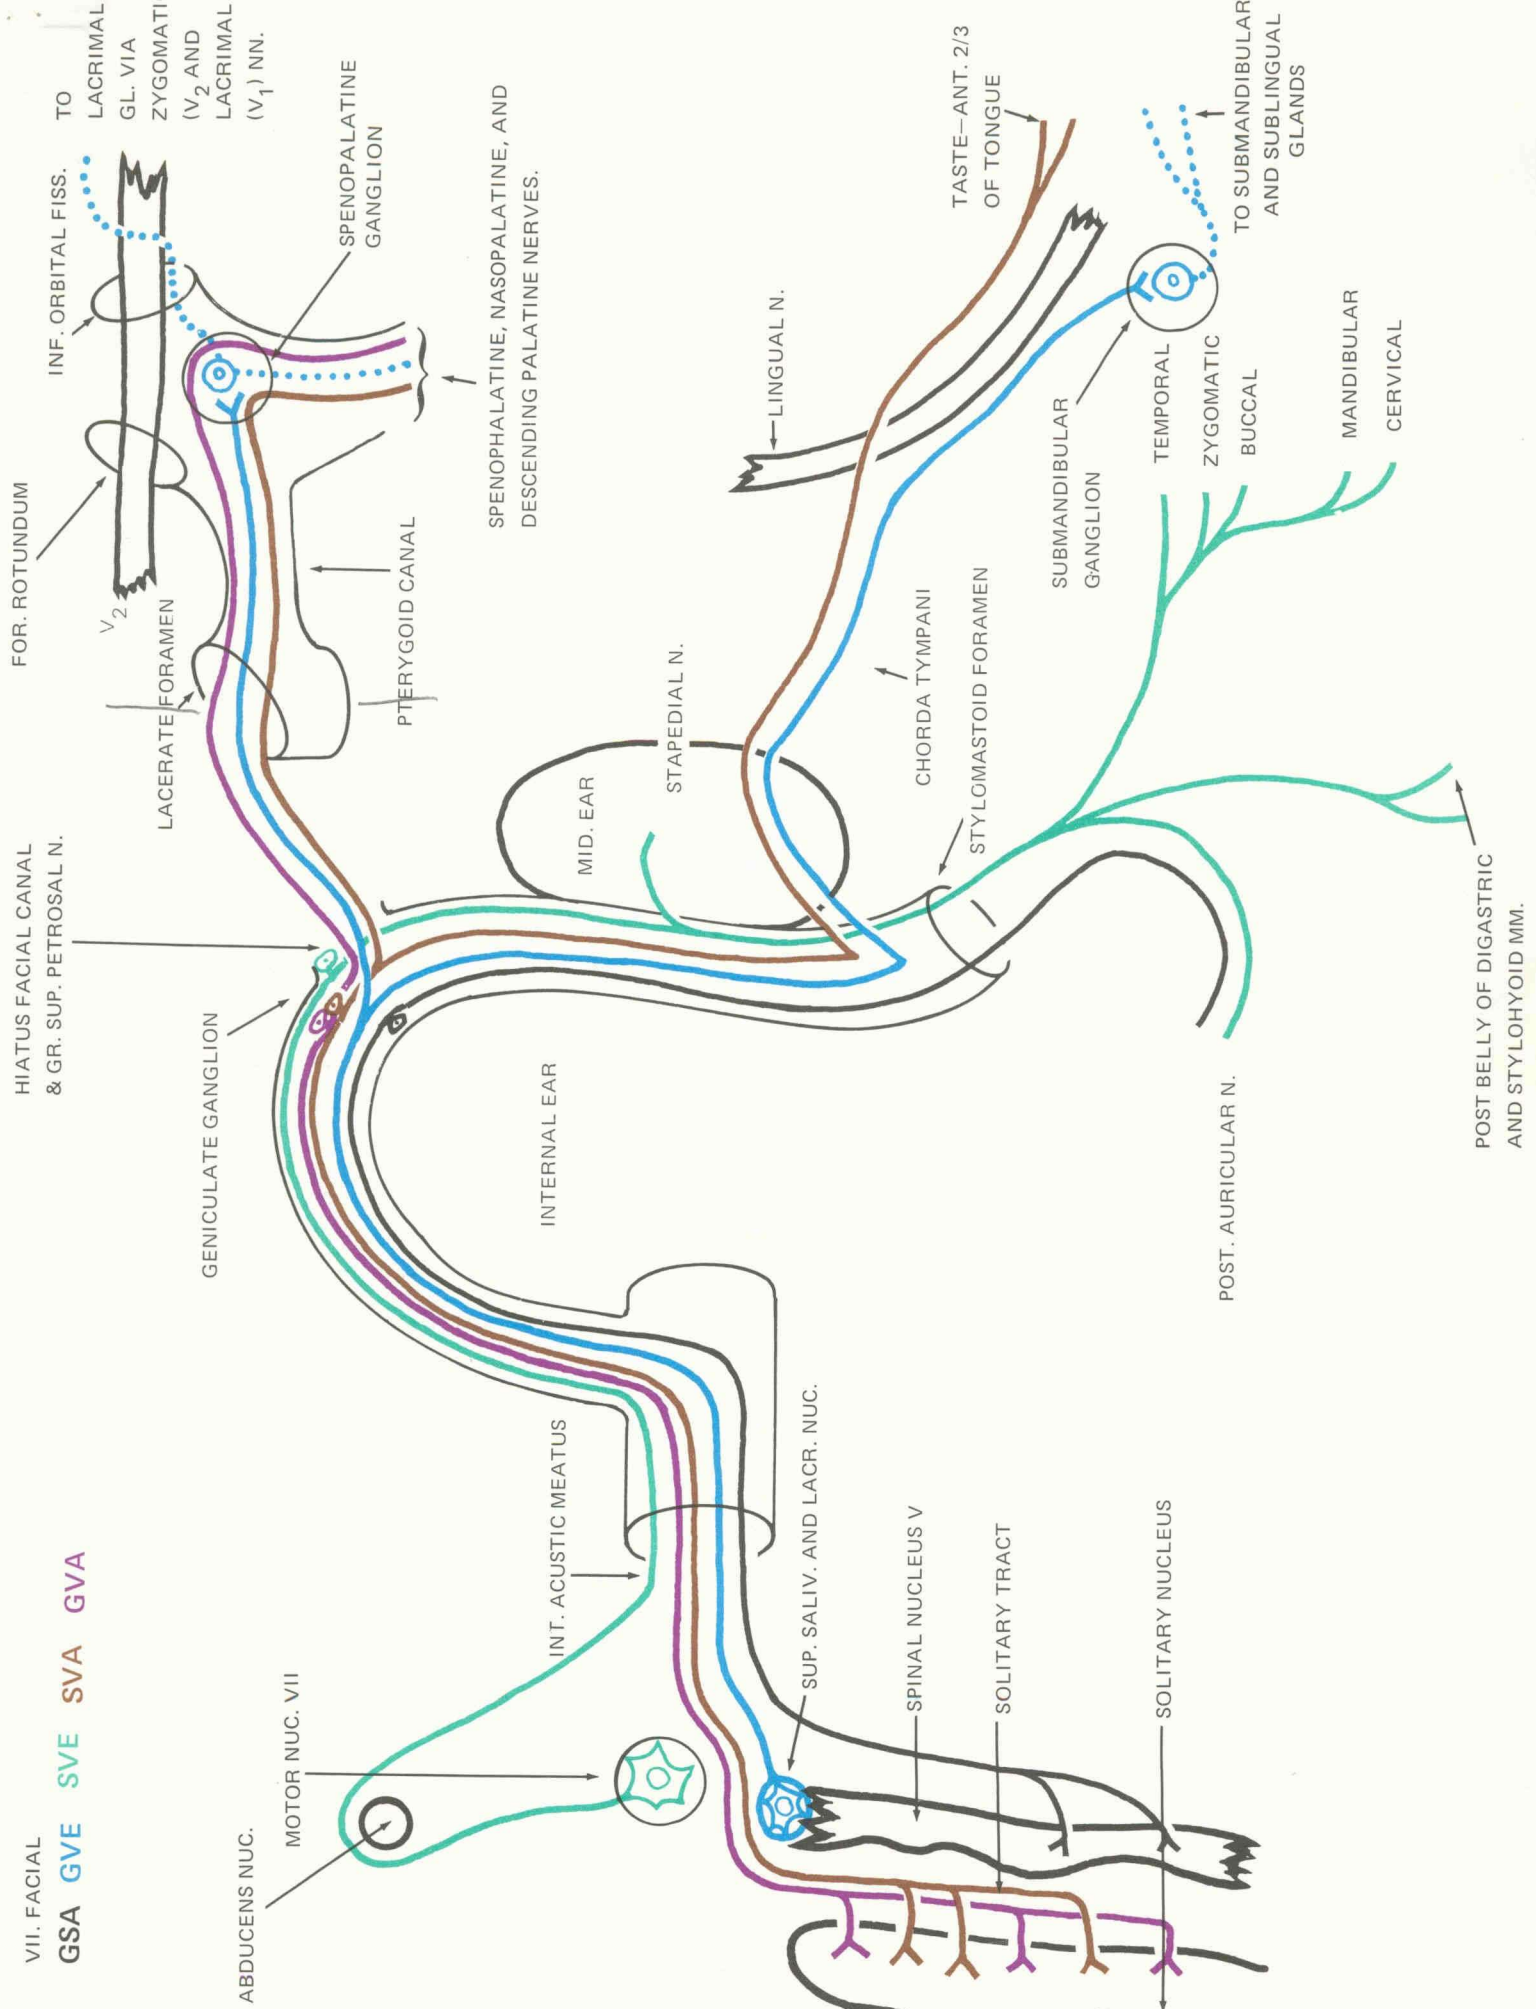 VII. FACIAL
GSA GVE SVE SVA GVA
ABDUCENS NUC.
MOTOR NUC. VII
INT. ACUSTIC MEATUS
SUP. SALIV. AND LACR. NUC.
SPINAL NUCLEUS V
SOLITARY TRACT
SOLITARY NUCLEUS
HIATUS FACIAL CANAL
& GR. SUP. PETROSAL N.
GENICULATE GANGLION
INTERNAL EAR
POST. AURICULAR N.
POST BELLY OF DIGASTRIC
AND STYLOHYOID MM.
FOR. ROTUNDUM
V2
LACERATE FORAMEN
PTERYGOID CANAL
MID. EAR
STAPEDIAL N.
CHORDA TYMPANI
STYLOMASTOID FORAMEN
INF. ORBITAL FISS.
TO
LACRIMAL
GL. VIA
ZYGOMATI
(V2 AND
LACRIMAL
(V1) NN.
SPENOPALATINE
GANGLION
SPENOPHALATINE, NASOPALATINE, AND
DESCENDING PALATINE NERVES.
LINGUAL N.
TASTE—ANT. 2/3
OF TONGUE
SUBMANDIBULAR
GANGLION
TO SUBMANDIBULAR
AND SUBLINGUAL
GLANDS
TEMPORAL
ZYGOMATIC
BUCCAL
MANDIBULAR
CERVICAL